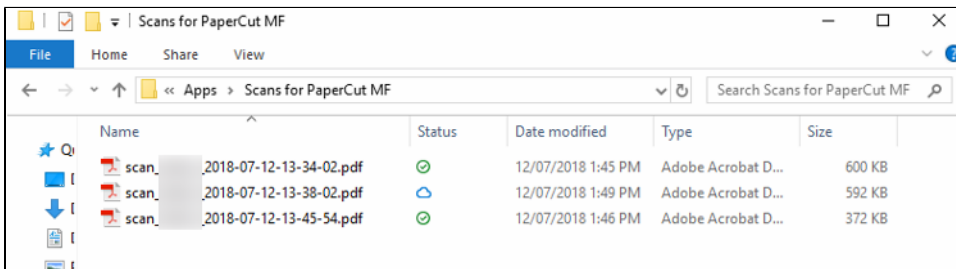 Scans for PaperCut MF
File Home Share View
« Apps › Scans for PaperCut MF Search Scans for PaperCut MF
Name Status Date modified Type Size
scan_ _2018-07-12-13-34-02.pdf 12/07/2018 1:45 PM Adobe Acrobat D... 600 KB
scan_ _2018-07-12-13-38-02.pdf 12/07/2018 1:49 PM Adobe Acrobat D... 592 KB
scan_ _2018-07-12-13-45-54.pdf 12/07/2018 1:46 PM Adobe Acrobat D... 372 KB